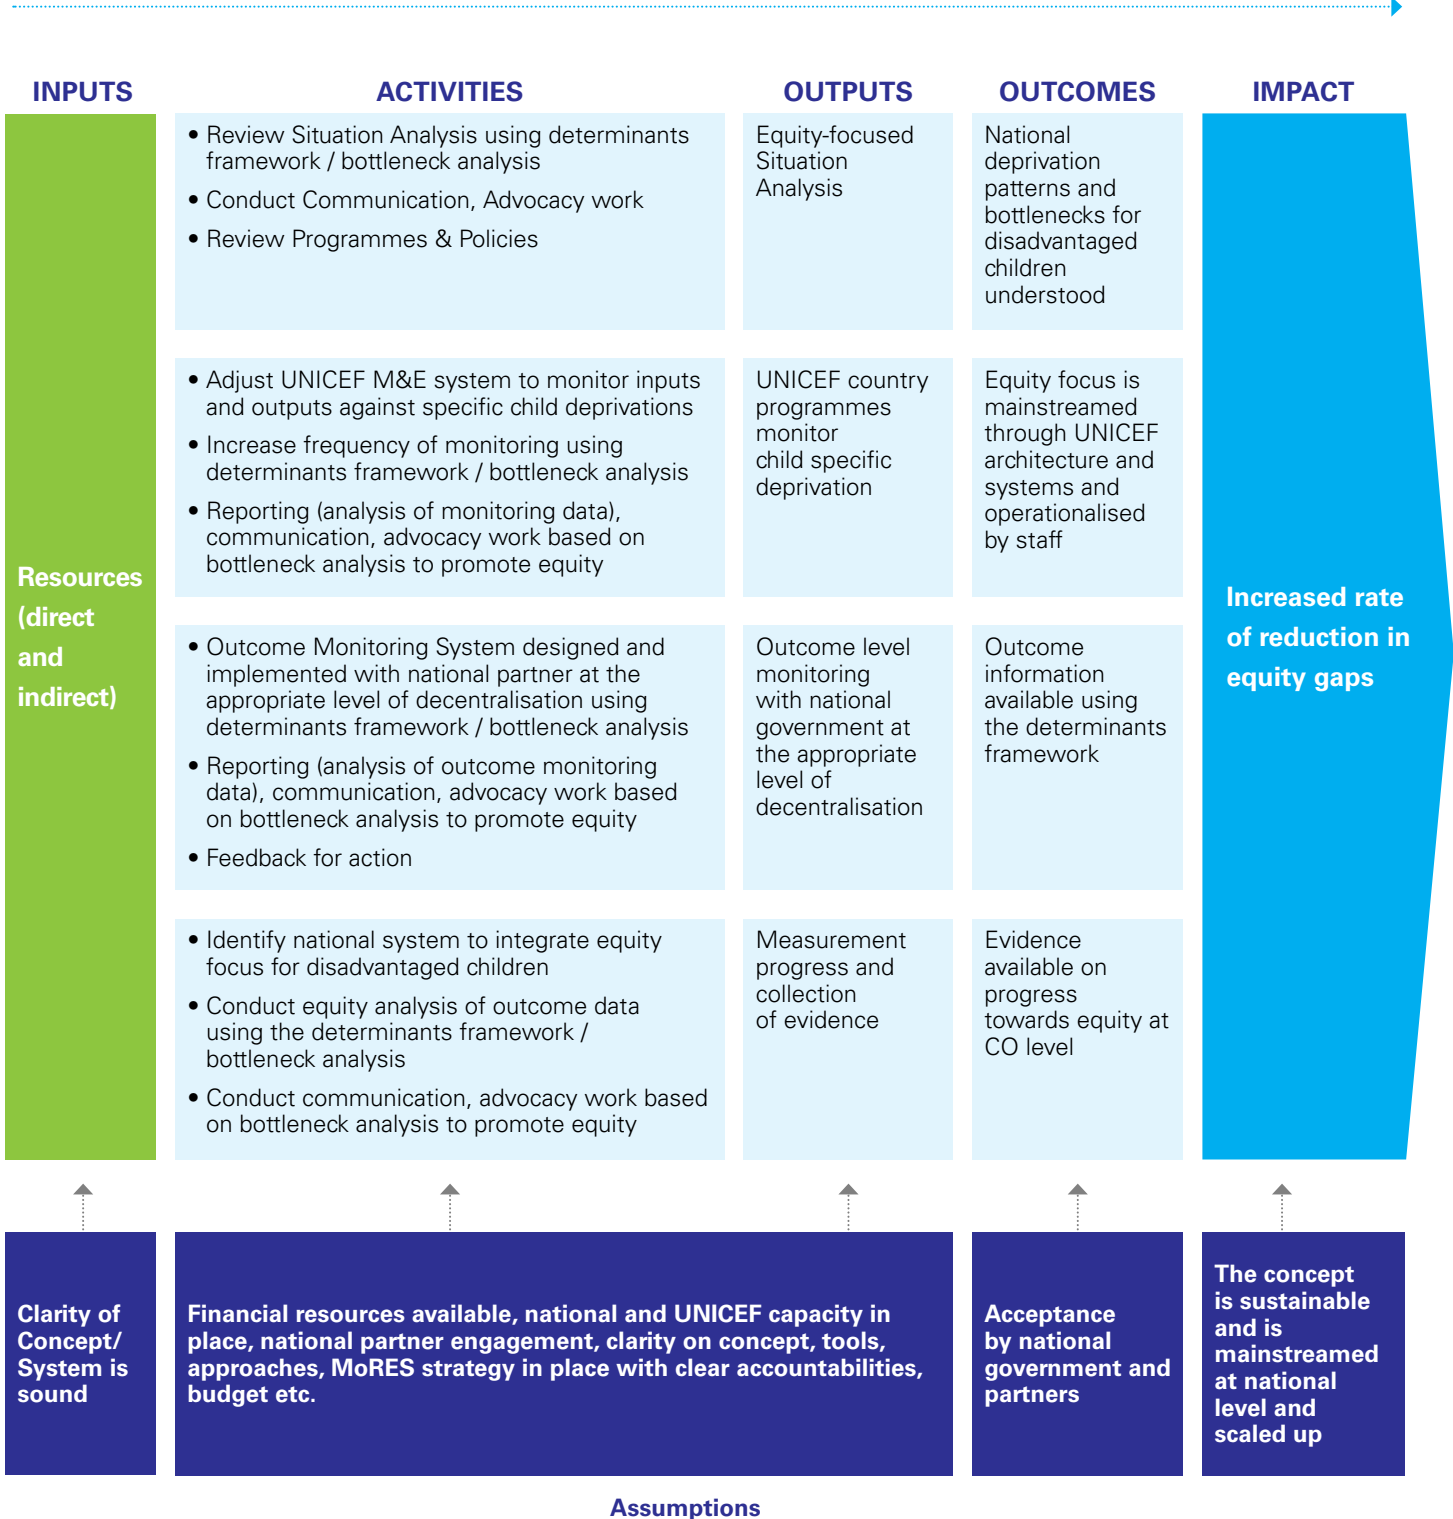 INPUTS
ACTIVITIES
OUTPUTS
OUTCOMES
IMPACT
Resources
(direct
and
indirect)
• Review Situation Analysis using determinants
framework / bottleneck analysis
• Conduct Communication, Advocacy work
• Review Programmes & Policies
Equity-focused
Situation
Analysis
National
deprivation
patterns and
bottlenecks for
disadvantaged
children
understood
• Adjust UNICEF M&E system to monitor inputs
and outputs against specific child deprivations
• Increase frequency of monitoring using
determinants framework / bottleneck analysis
• Reporting (analysis of monitoring data),
communication, advocacy work based on
bottleneck analysis to promote equity
UNICEF country
programmes
monitor
child specific
deprivation
Equity focus is
mainstreamed
through UNICEF
architecture and
systems and
operationalised
by staff
• Outcome Monitoring System designed and
implemented with national partner at the
appropriate level of decentralisation using
determinants framework / bottleneck analysis
• Reporting (analysis of outcome monitoring
data), communication, advocacy work based
on bottleneck analysis to promote equity
• Feedback for action
Outcome level
monitoring
with national
government at
the appropriate
level of
decentralisation
Outcome
information
available using
the determinants
framework
• Identify national system to integrate equity
focus for disadvantaged children
• Conduct equity analysis of outcome data
using the determinants framework /
bottleneck analysis
• Conduct communication, advocacy work based
on bottleneck analysis to promote equity
Measurement
progress and
collection
of evidence
Evidence
available on
progress
towards equity at
CO level
Increased rate
of reduction in
equity gaps
Clarity of
Concept/
System is
sound
Financial resources available, national and UNICEF capacity in
place, national partner engagement, clarity on concept, tools,
approaches, MoRES strategy in place with clear accountabilities,
budget etc.
Acceptance
by national
government and
partners
The concept
is sustainable
and is
mainstreamed
at national
level and
scaled up
Assumptions